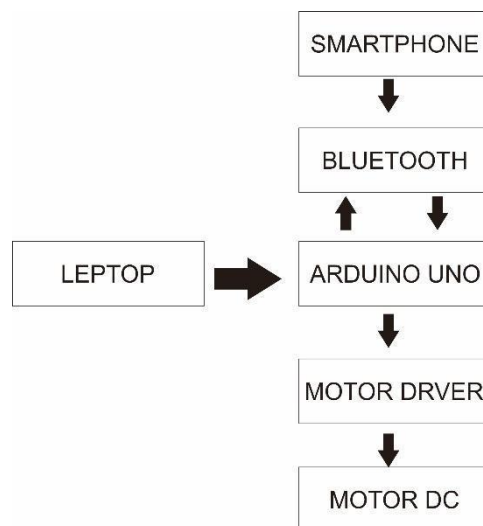 SMARTPHONE
BLUETOOTH
LEPTOP
ARDUINO UNO
MOTOR DRVER
MOTOR DC